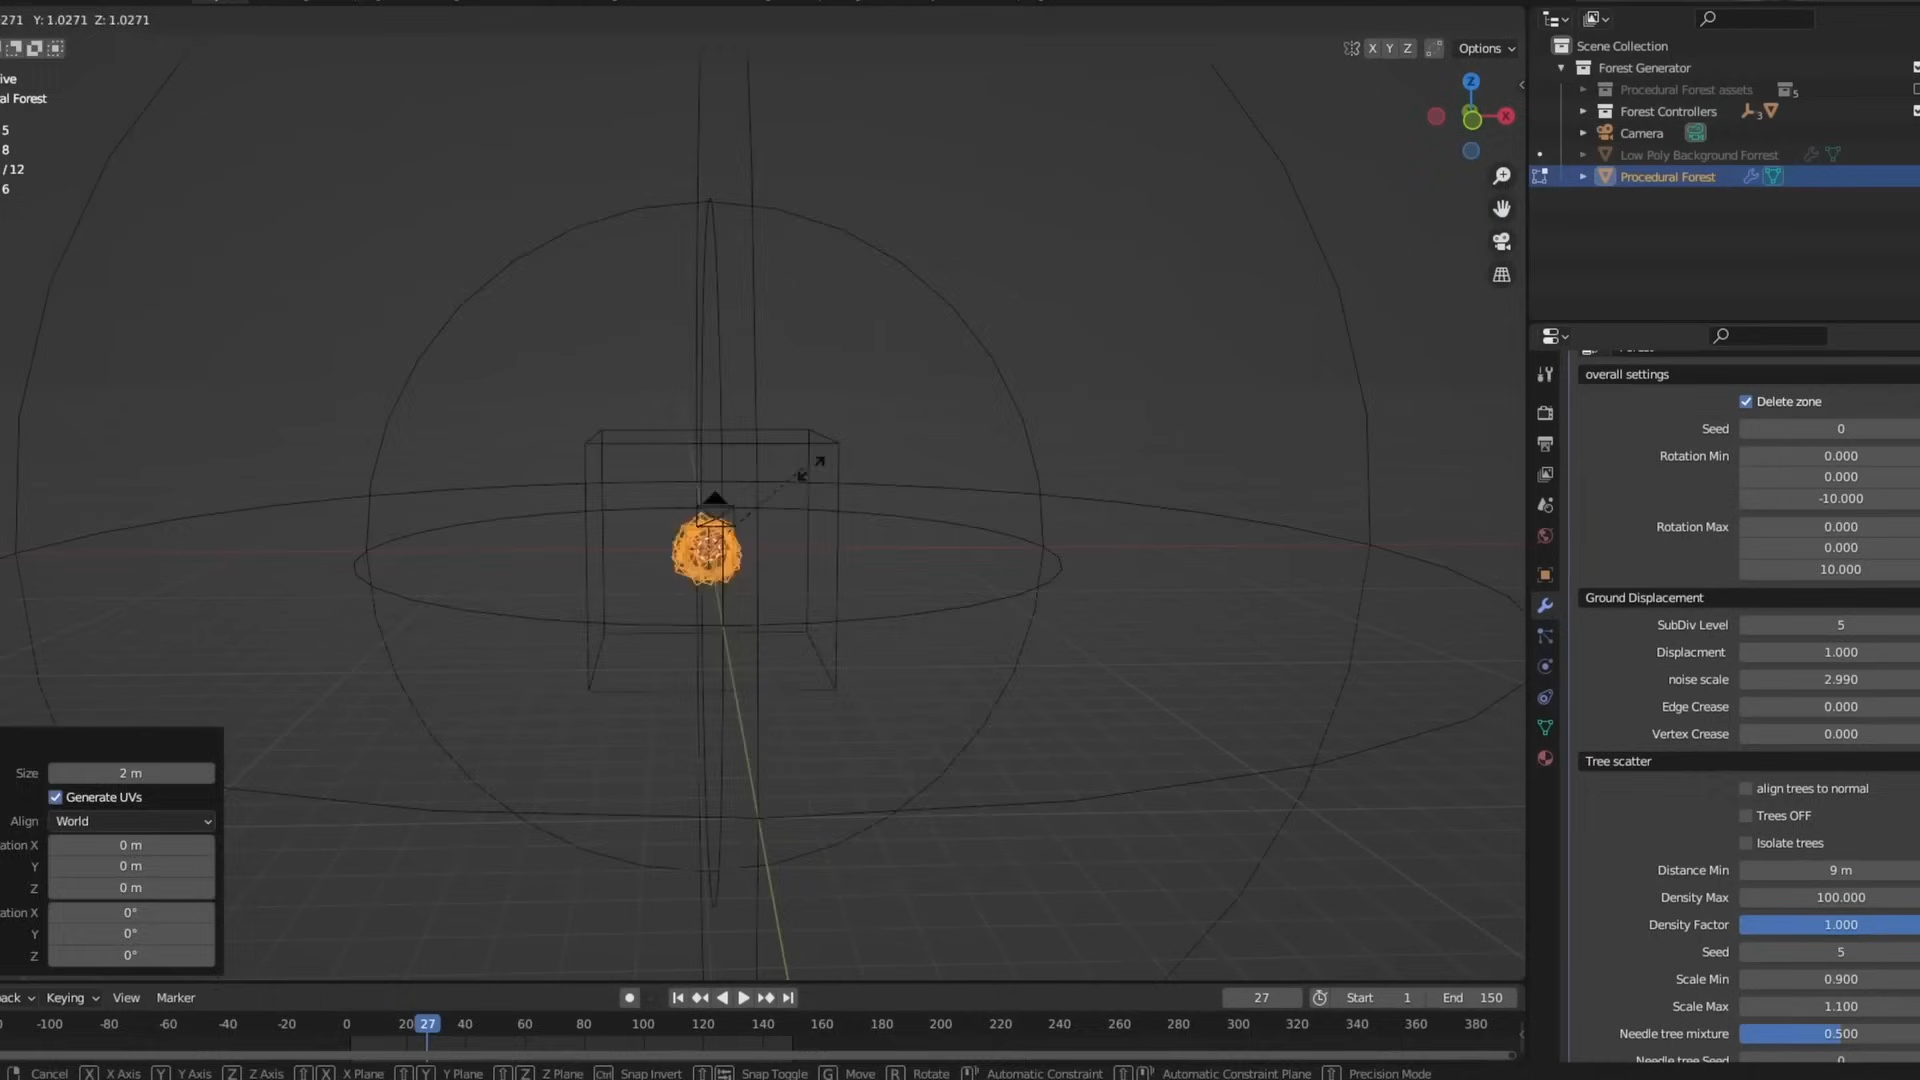 271 Y: 1.0271 Z: 1.0271
X Y Z Options
ive
al Forest
5
8
/12
6
Z
X
Scene Collection
Forest Generator
Procedural Forest assets 5
Forest Controllers 3
Camera
Low Poly Background Forrest
Procedural Forest
overall settings
Delete zone
Seed 0
Rotation Min 0.000
0.000
-10.000
Rotation Max 0.000
0.000
10.000
Ground Displacement
SubDiv Level 5
Displacment 1.000
noise scale 2.990
Edge Crease 0.000
Vertex Crease 0.000
Tree scatter
align trees to normal
Trees OFF
Isolate trees
Distance Min 9 m
Density Max 100.000
Density Factor 1.000
Seed 5
Scale Min 0.900
Scale Max 1.100
Needle tree mixture 0.500
Needle tree Seed 0
Size 2 m
Generate UVs
Align World
ation X 0 m
Y 0 m
Z 0 m
ation X 0°
Y 0°
Z 0°
back Keying View Marker
27 Start 1 End 150
-100 -80 -60 -40 -20 0 20 27 40 60 80 100 120 140 160 180 200 220 240 260 280 300 320 340 360 380
Cancel X X Axis Y Y Axis Z Z Axis X X Plane Y Y Plane Z Z Plane Ctrl Snap Invert Snap Toggle G Move R Rotate Automatic Constraint Automatic Constraint Plane Precision Mode